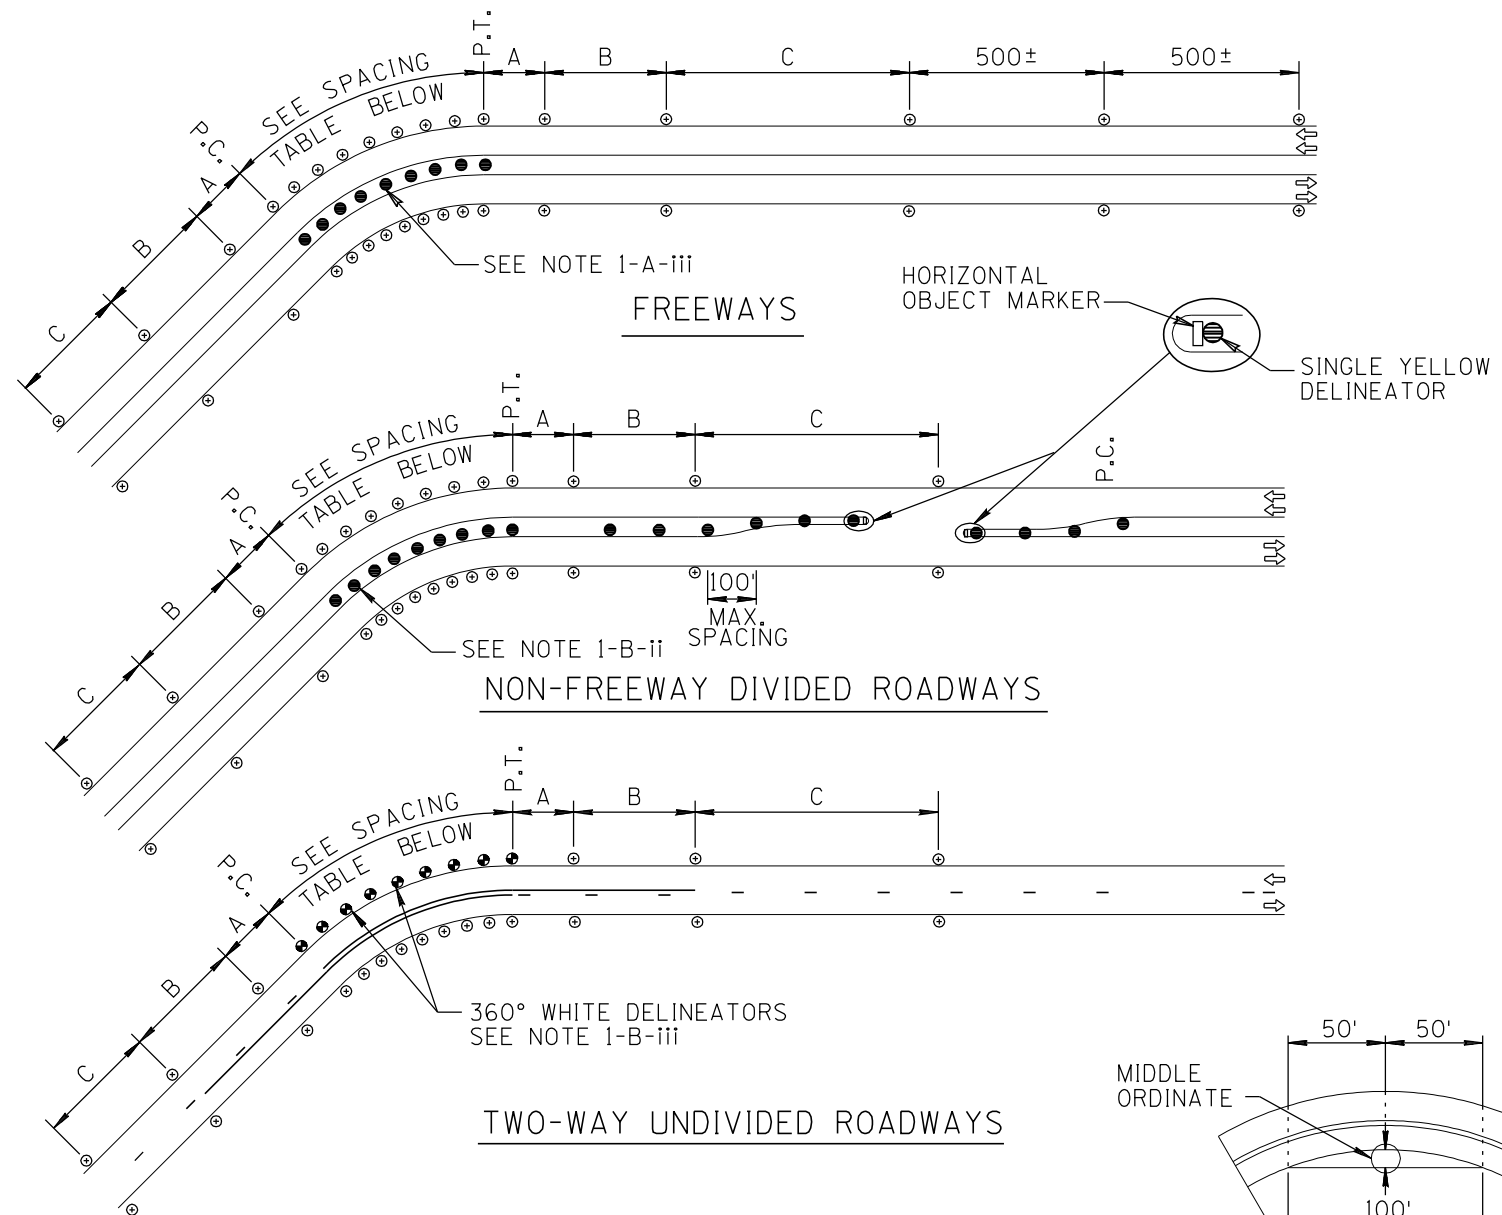 P.T.
A
B
C
500±
500±
SEE SPACING
TABLE BELOW
P.C.
A
B
C
SEE NOTE 1-A-iii
FREEWAYS
HORIZONTAL
OBJECT MARKER
SINGLE YELLOW
DELINEATOR
P.T.
A
B
C
P.C.
SEE SPACING
TABLE BELOW
P.C.
A
B
C
100'
MAX.
SPACING
SEE NOTE 1-B-ii
NON-FREEWAY DIVIDED ROADWAYS
P.T.
A
B
C
SEE SPACING
TABLE BELOW
P.C.
A
B
C
360° WHITE DELINEATORS
SEE NOTE 1-B-iii
TWO-WAY UNDIVIDED ROADWAYS
50'
50'
MIDDLE
ORDINATE
100'